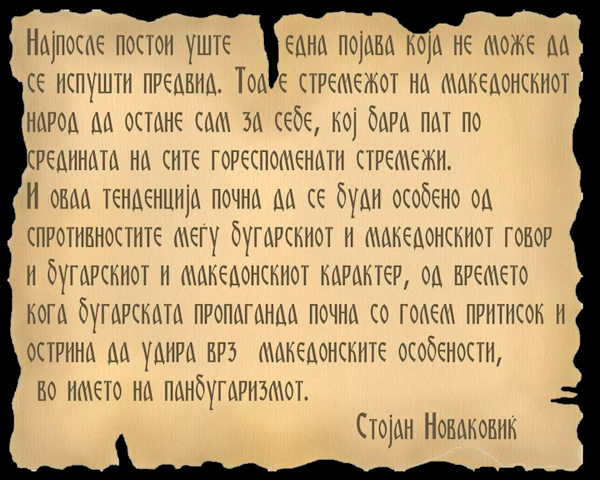 Најпосле постои уште една појава која не може да
се испушти предвид. Тоа е стремежот на македонскиот
народ да остане сам за себе, кој бара пат по
средината на сите гореспоменати стремежи.
И оваа тенденција почна да се буди особено од
спротивностите меѓу бугарскиот и македонскиот говор
и бугарскиот и македонскиот карактер, од времето
кога бугарската пропаганда почна со голем притисок и
острина да удира врз македонските особености,
во името на панбугаризмот.
Стојан Новаковиќ